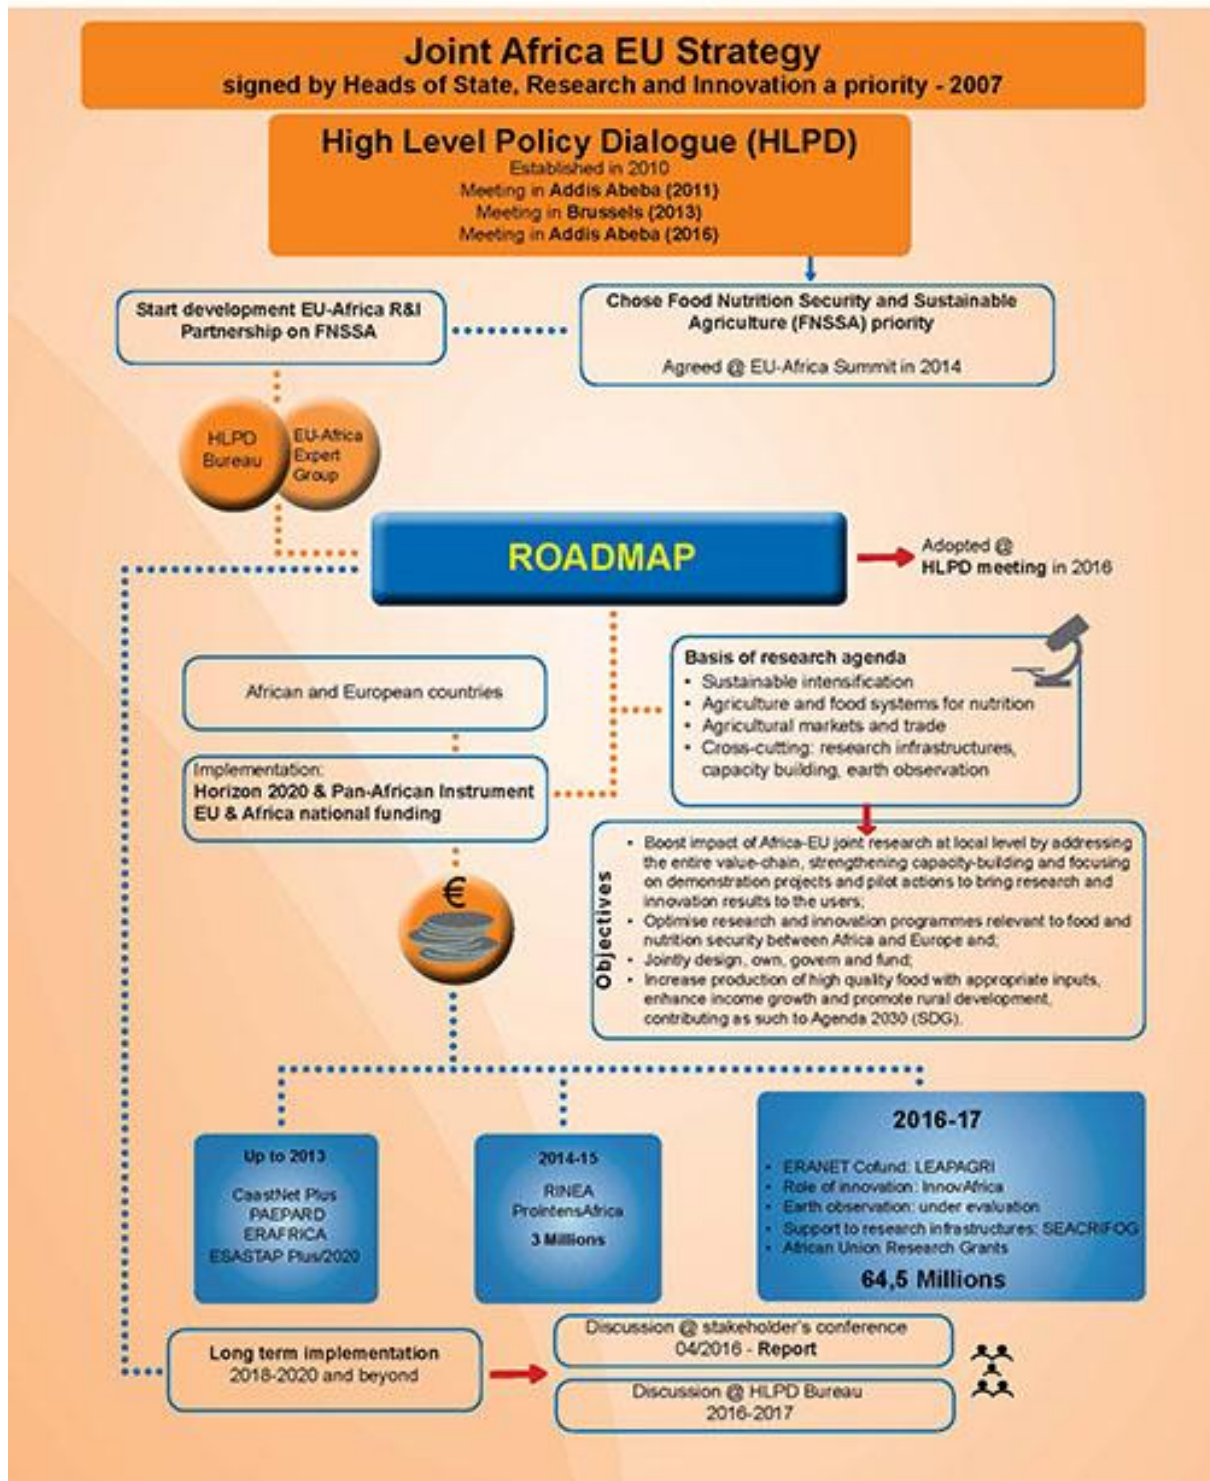 Joint Africa EU Strategy
signed by Heads of State, Research and Innovation a priority - 2007
High Level Policy Dialogue (HLPD)
Established in 2010
Meeting in Addis Abeba (2011)
Meeting in Brussels (2013)
Meeting in Addis Abeba (2016)
Start development EU-Africa R&I
Partnership on FNSSA
Chose Food Nutrition Security and Sustainable
Agriculture (FNSSA) priority
Agreed @ EU-Africa Summit in 2014
HLPD
Bureau
EU-Africa
Expert
Group
ROADMAP
Adopted @
HLPD meeting in 2016
African and European countries
Implementation:
Horizon 2020 & Pan-African Instrument
EU & Africa national funding
Basis of research agenda
• Sustainable intensification
• Agriculture and food systems for nutrition
• Agricultural markets and trade
• Cross-cutting: research infrastructures,
capacity building, earth observation
€
Objectives
• Boost impact of Africa-EU joint research at local level by addressing
the entire value-chain, strengthening capacity-building and focusing
on demonstration projects and pilot actions to bring research and
innovation results to the users;
• Optimise research and innovation programmes relevant to food and
nutrition security between Africa and Europe and;
• Jointly design, own, govern and fund;
• Increase production of high quality food with appropriate inputs,
enhance income growth and promote rural development,
contributing as such to Agenda 2030 (SDG).
Up to 2013
CaastNet Plus
PAEPARD
ERAFRICA
ESASTAP Plus/2020
2014-15
RINEA
ProIntensAfrica
3 Millions
2016-17
• ERANET Cofund: LEAPAGRI
• Role of innovation: InnovAfrica
• Earth observation: under evaluation
• Support to research infrastructures: SEACRIFOG
• African Union Research Grants
64,5 Millions
Long term implementation
2018-2020 and beyond
Discussion @ stakeholder's conference
04/2016 - Report
Discussion @ HLPD Bureau
2016-2017